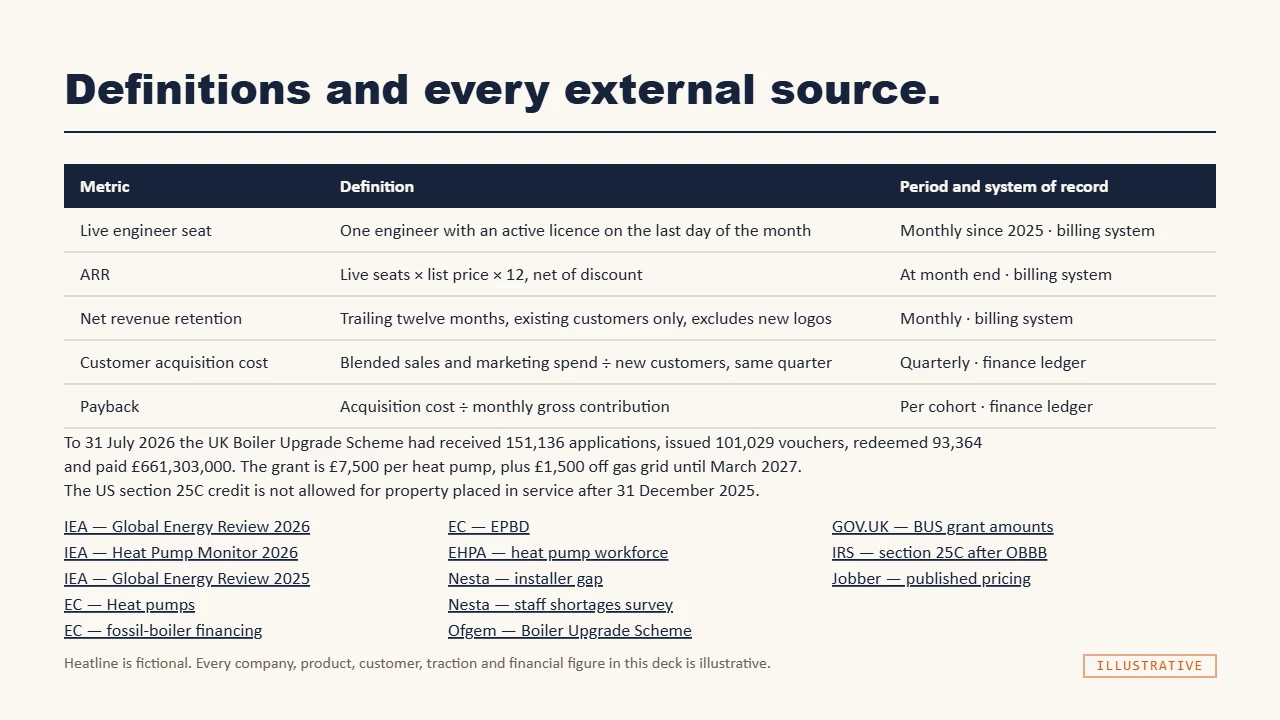 Definitions and every external source.
Metric Definition Period and system of record
Live engineer seat One engineer with an active licence on the last day of the month Monthly since 2025 · billing system
ARR Live seats × list price × 12, net of discount At month end · billing system
Net revenue retention Trailing twelve months, existing customers only, excludes new logos Monthly · billing system
Customer acquisition cost Blended sales and marketing spend ÷ new customers, same quarter Quarterly · finance ledger
Payback Acquisition cost ÷ monthly gross contribution Per cohort · finance ledger
To 31 July 2026 the UK Boiler Upgrade Scheme had received 151,136 applications, issued 101,029 vouchers, redeemed 93,364
and paid £661,303,000. The grant is £7,500 per heat pump, plus £1,500 off gas grid until March 2027.
The US section 25C credit is not allowed for property placed in service after 31 December 2025.
IEA — Global Energy Review 2026
IEA — Heat Pump Monitor 2026
IEA — Global Energy Review 2025
EC — Heat pumps
EC — fossil-boiler financing
EC — EPBD
EHPA — heat pump workforce
Nesta — installer gap
Nesta — staff shortages survey
Ofgem — Boiler Upgrade Scheme
GOV.UK — BUS grant amounts
IRS — section 25C after OBBB
Jobber — published pricing
Heatline is fictional. Every company, product, customer, traction and financial figure in this deck is illustrative.
ILLUSTRATIVE